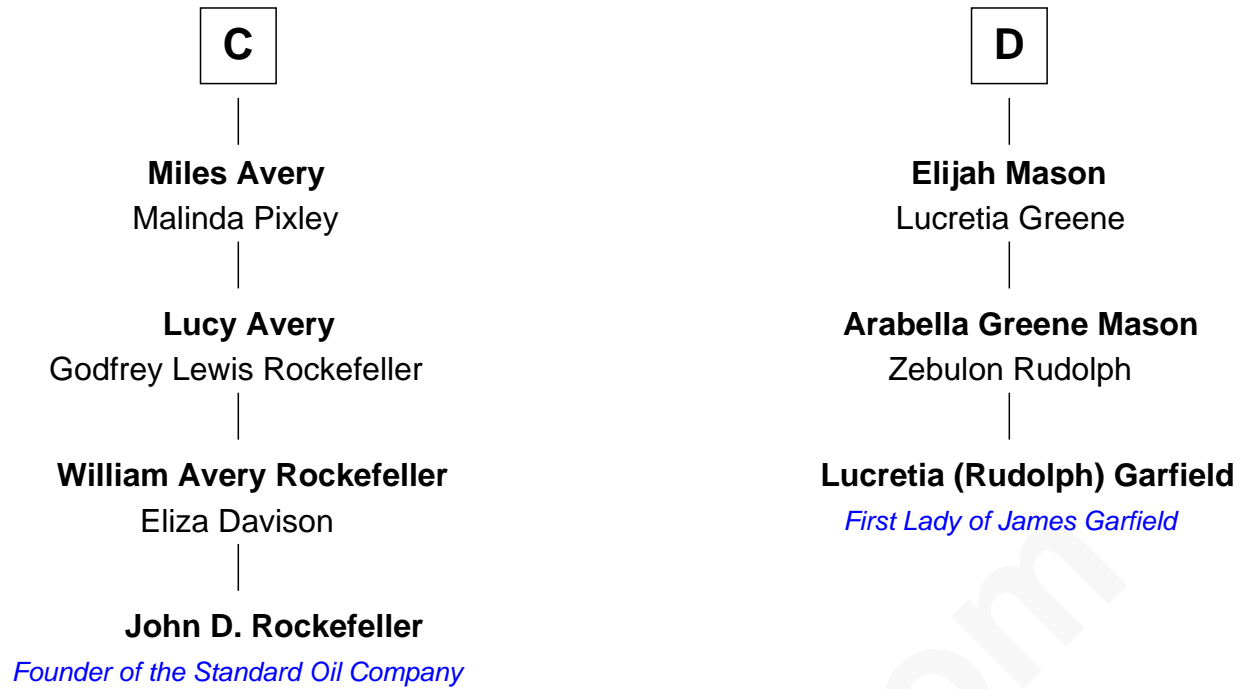 C
Miles Avery
Malinda Pixley
Lucy Avery
Godfrey Lewis Rockefeller
William Avery Rockefeller
Eliza Davison
John D. Rockefeller
Founder of the Standard Oil Company
D
Elijah Mason
Lucretia Greene
Arabella Greene Mason
Zebulon Rudolph
Lucretia (Rudolph) Garfield
First Lady of James Garfield
om